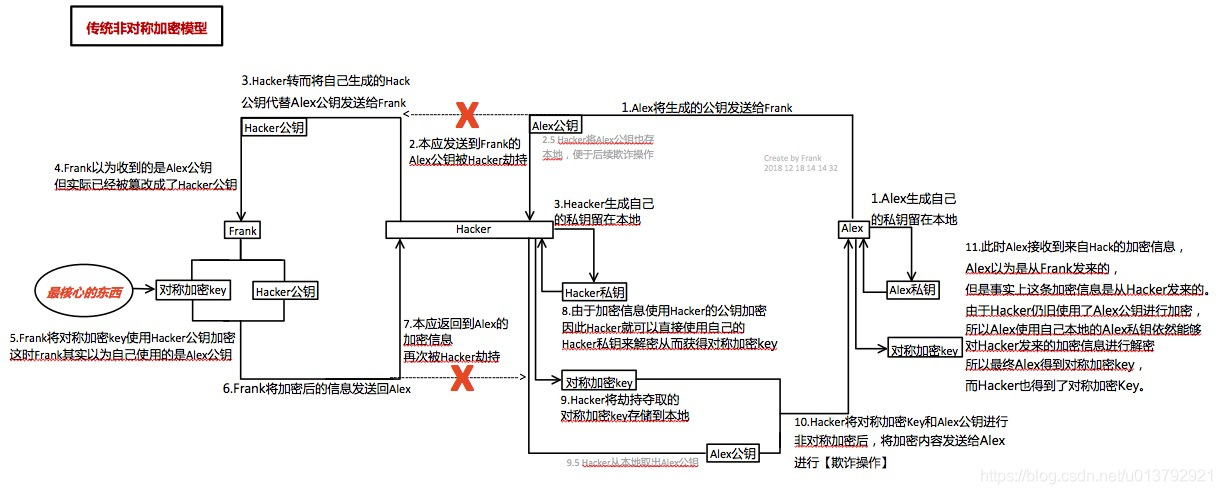 传统非对称加密模型
3.Hacker转而将自己生成的Hack
公钥代替Alex公钥发送给Frank
1.Alex将生成的公钥发送给Frank
X
Hacker公钥
Alex公钥
2.本应发送到Frank的
Alex公钥被Hacker劫持
2.5 Hacker将Alex公钥也存
本地，便于后续欺诈操作
Create by Frank
2018 12 18 14 14 32
4.Frank以为收到的是Alex公钥
但实际已经被篡改成了Hacker公钥
3.Heacker生成自己
的私钥留在本地
1.Alex生成自己
的私钥留在本地
Frank
Hacker
Alex
最核心的东西
对称加密key
Hacker公钥
Hacker私钥
Alex私钥
11.此时Alex接收到来自Hack的加密信息，
Alex以为是从Frank发来的，
但是事实上这条加密信息是从Hacker发来的。
由于Hacker仍旧使用了Alex公钥进行加密，
所以Alex使用自己本地的Alex私钥依然能够
对Hacker发来的加密信息进行解密
所以最终Alex得到对称加密key，
而Hacker也得到了对称加密Key。
5.Frank将对称加密key使用Hacker公钥加密
这时Frank其实以为自己使用的是Alex公钥
7.本应返回到Alex的
加密信息
再次被Hacker劫持
8.由于加密信息使用Hacker的公钥加密
因此Hacker就可以直接使用自己的
Hacker私钥来解密从而获得对称加密key
对称加密key
6.Frank将加密后的信息发送回Alex
X
对称加密key
9.Hacker将劫持夺取的
对称加密key存储到本地
10.Hacker将对称加密Key和Alex公钥进行
非对称加密后，将加密内容发送给Alex
进行【欺诈操作】
Alex公钥
9.5 Hacker从本地取出Alex公钥
https://blog.csdn.net/u013792921